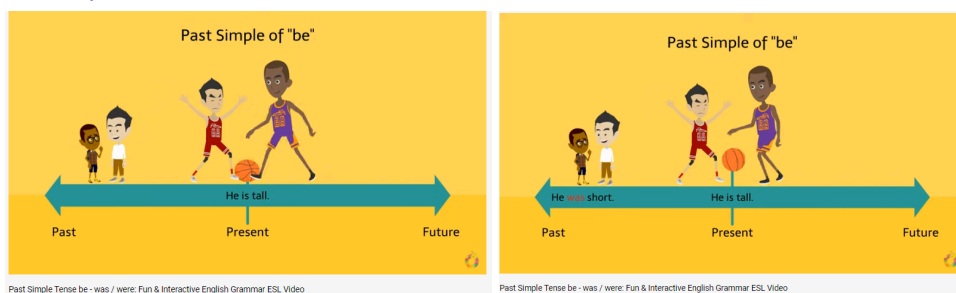 Past Simple of "be"
He is tall.
Past Present Future
Past Simple Tense be - was / were: Fun & Interactive English Grammar ESL Video
Past Simple of "be"
He was short. He is tall.
Past Present Future
Past Simple Tense be - was / were: Fun & Interactive English Grammar ESL Video